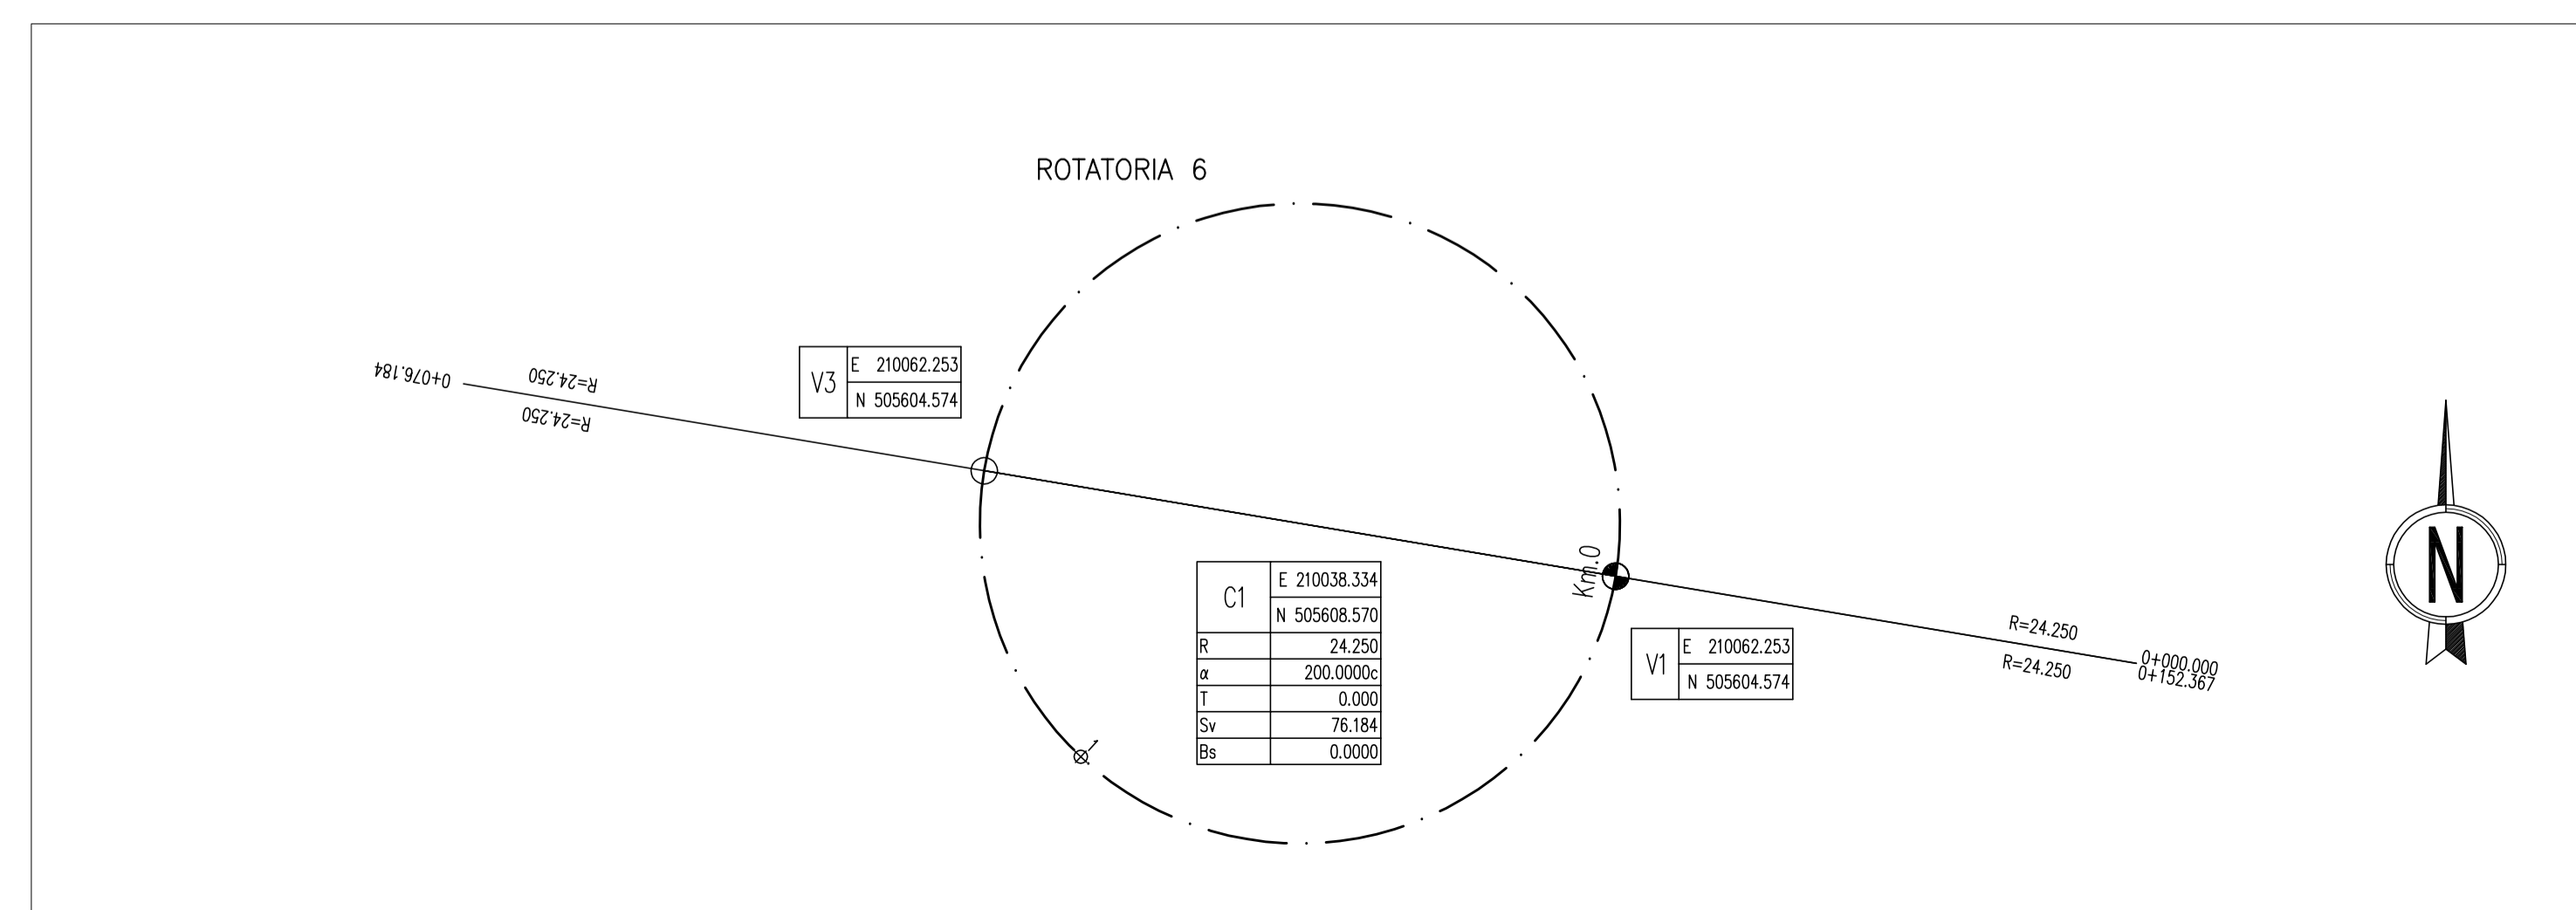 ROTATORIA 6
0+076.184
R=24.250
R=24.250
V3
E 210062.253
N 505604.574
Km.0
C1
E 210038.334
N 505608.570
R 24.250
α 200.0000c
T 0.000
Sv 76.184
Bs 0.0000
1
V1
E 210062.253
N 505604.574
R=24.250
R=24.250
0+000.000
0+152.367
N